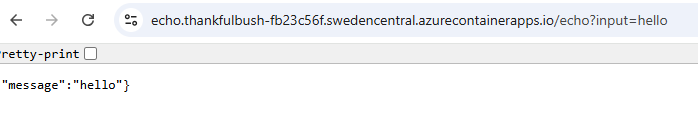 echo.thankfulbush-fb23c56f.swedencentral.azurecontainerapps.io/echo?input=hello
retty-print
"message":"hello"}